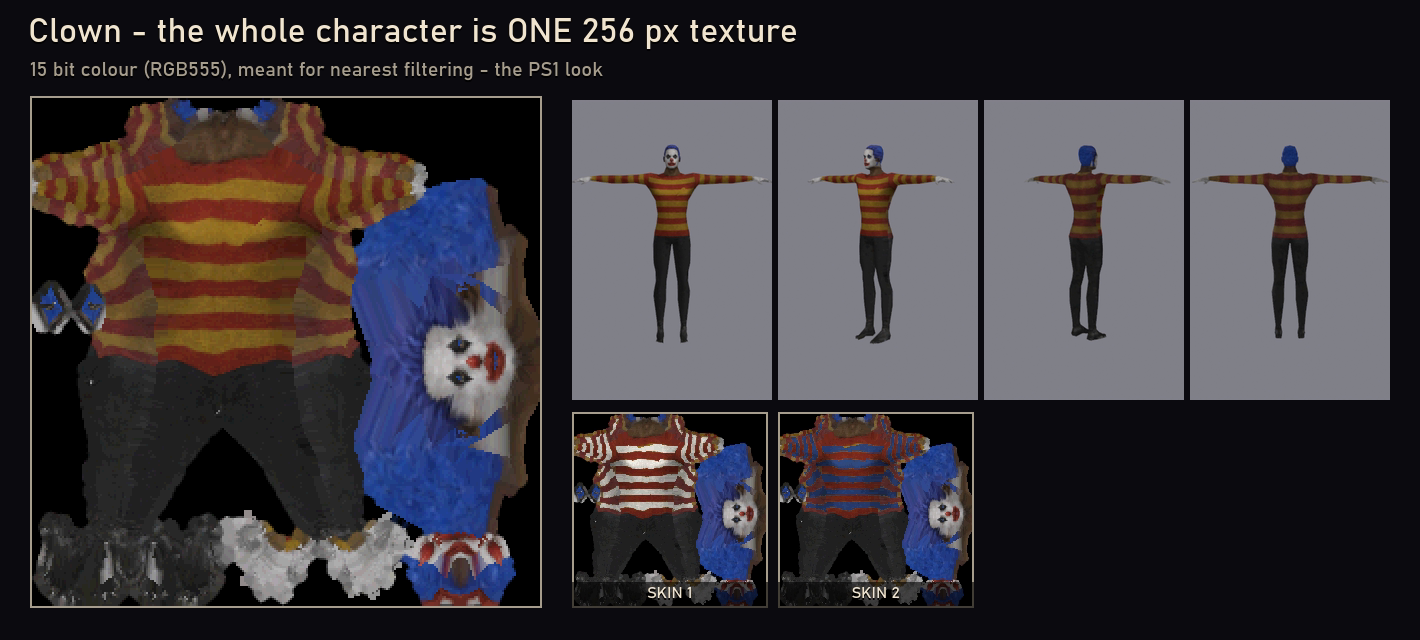 Clown - the whole character is ONE 256 px texture
15 bit colour (RGB555), meant for nearest filtering - the PS1 look
SKIN 1
SKIN 2